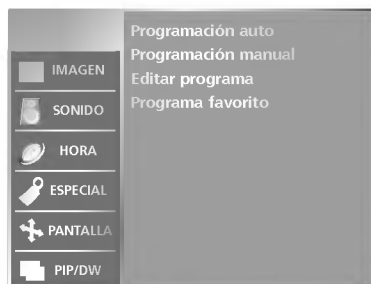 Programación auto
Programación manual
Editar programa
Programa favorito
IMAGEN
SONIDO
HORA
ESPECIAL
PANTALLA
PIP/DW